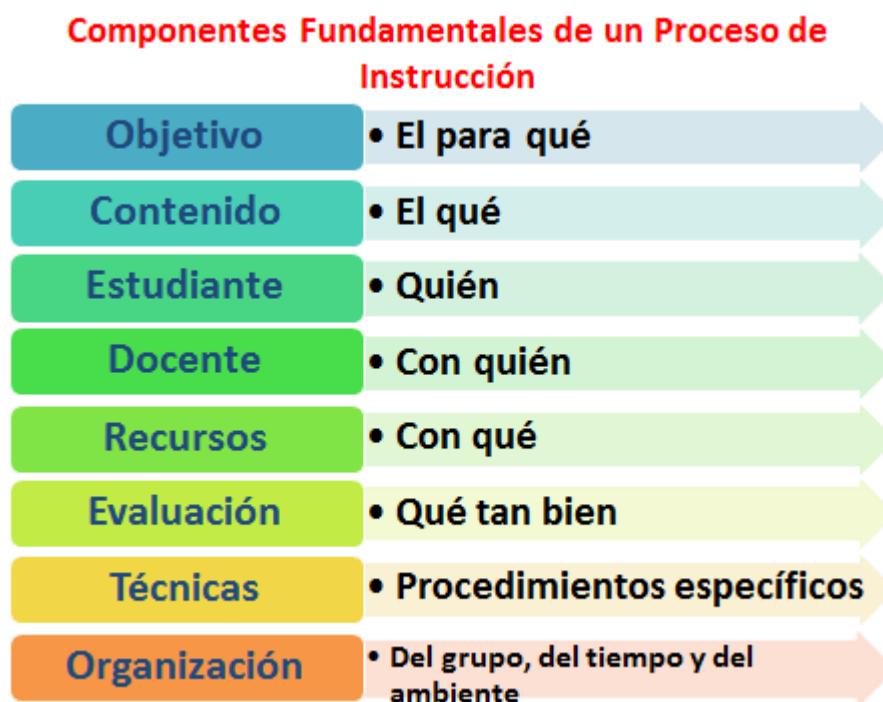 Componentes Fundamentales de un Proceso de
Instrucción
Objetivo
• El para qué
Contenido
• El qué
Estudiante
• Quién
Docente
• Con quién
Recursos
• Con qué
Evaluación
• Qué tan bien
Técnicas
• Procedimientos específicos
Organización
• Del grupo, del tiempo y del
ambiente